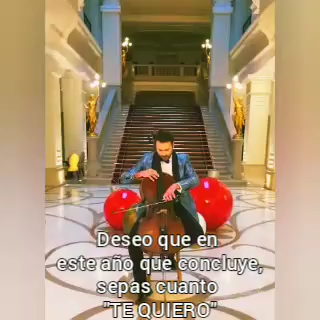 Deseo que en
este año que concluye,
sepas cuanto
"TE QUIERO"